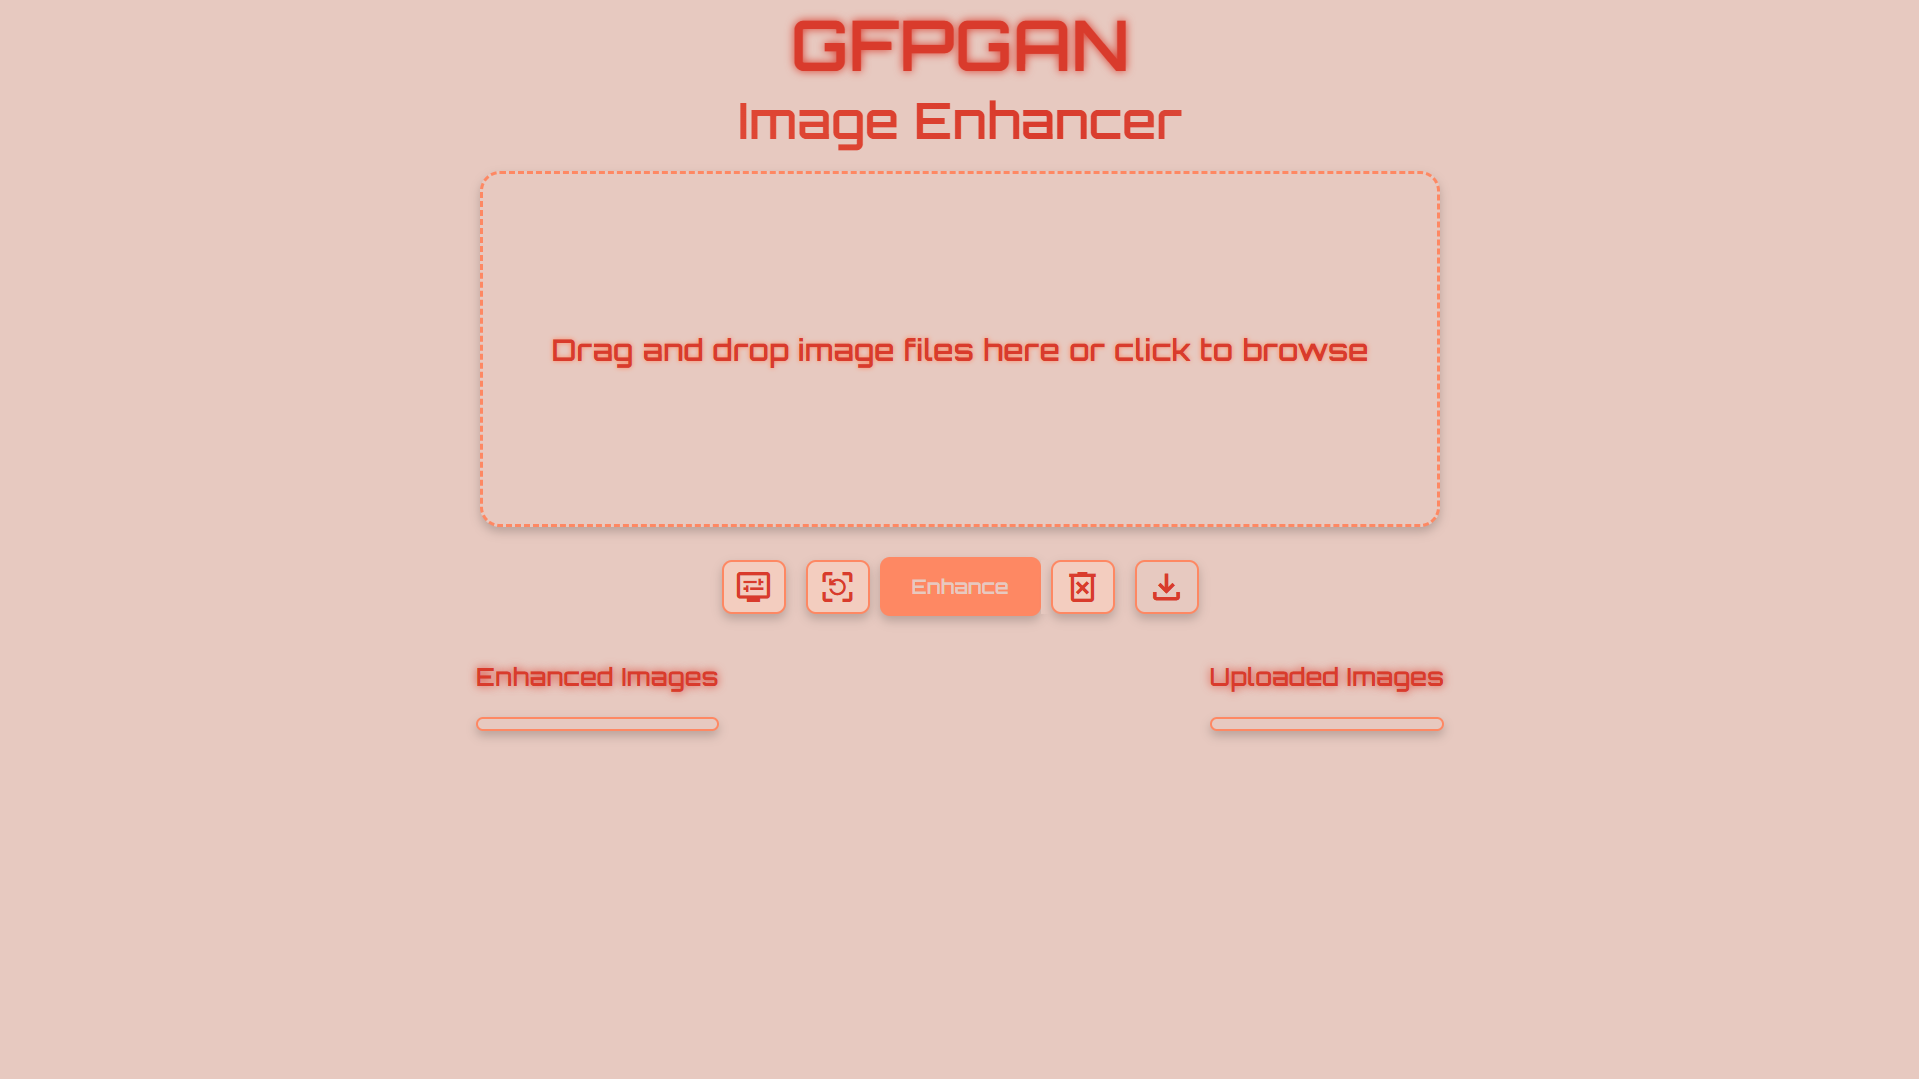 GFPGAN
Image Enhancer
Drag and drop image files here or click to browse
Enhance
Enhanced Images
Uploaded Images